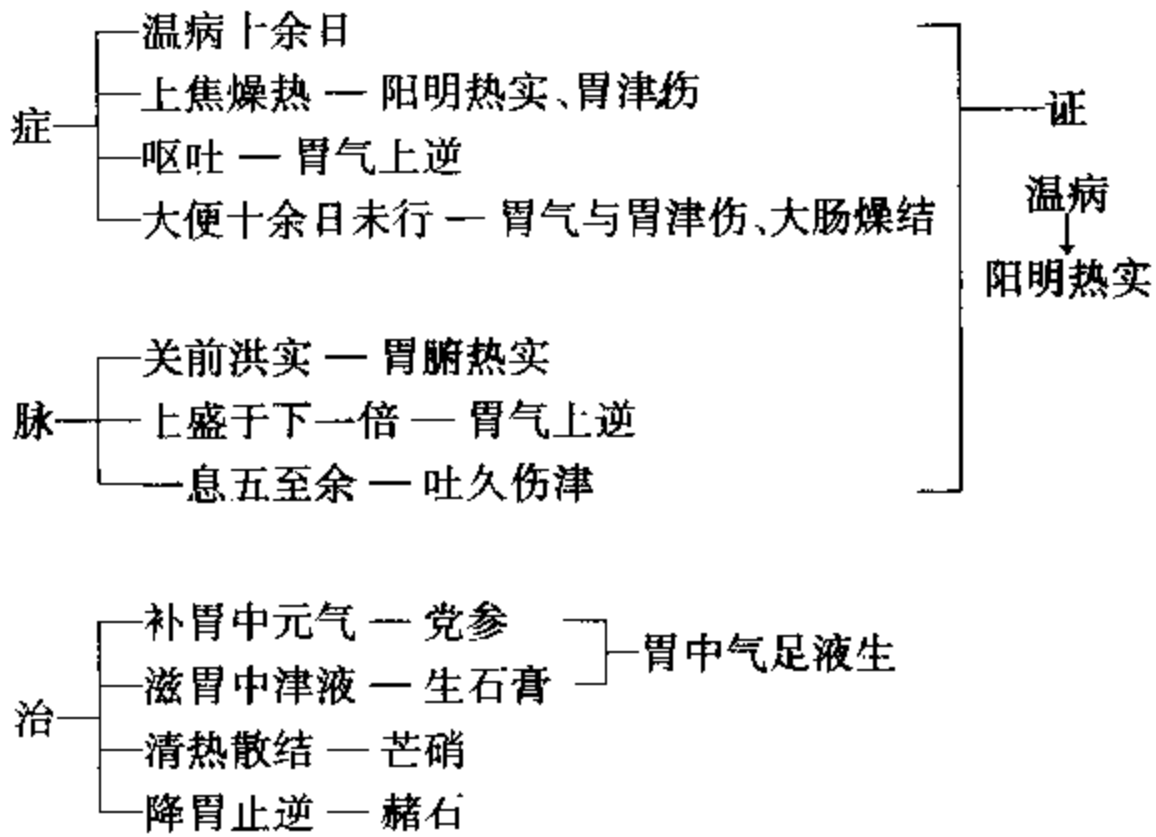 症
温病十余日
上焦燥热 — 阳明热实、胃津伤
呕吐 — 胃气上逆
大便十余日未行 — 胃气与胃津伤、大肠燥结
证
温病
阳明热实
脉
关前洪实 — 胃腑热实
上盛于下一倍 — 胃气上逆
一息五至余 — 吐久伤津
治
补胃中元气 — 党参
滋胃中津液 — 生石膏
胃中气足液生
清热散结 — 芒硝
降胃止逆 — 赭石